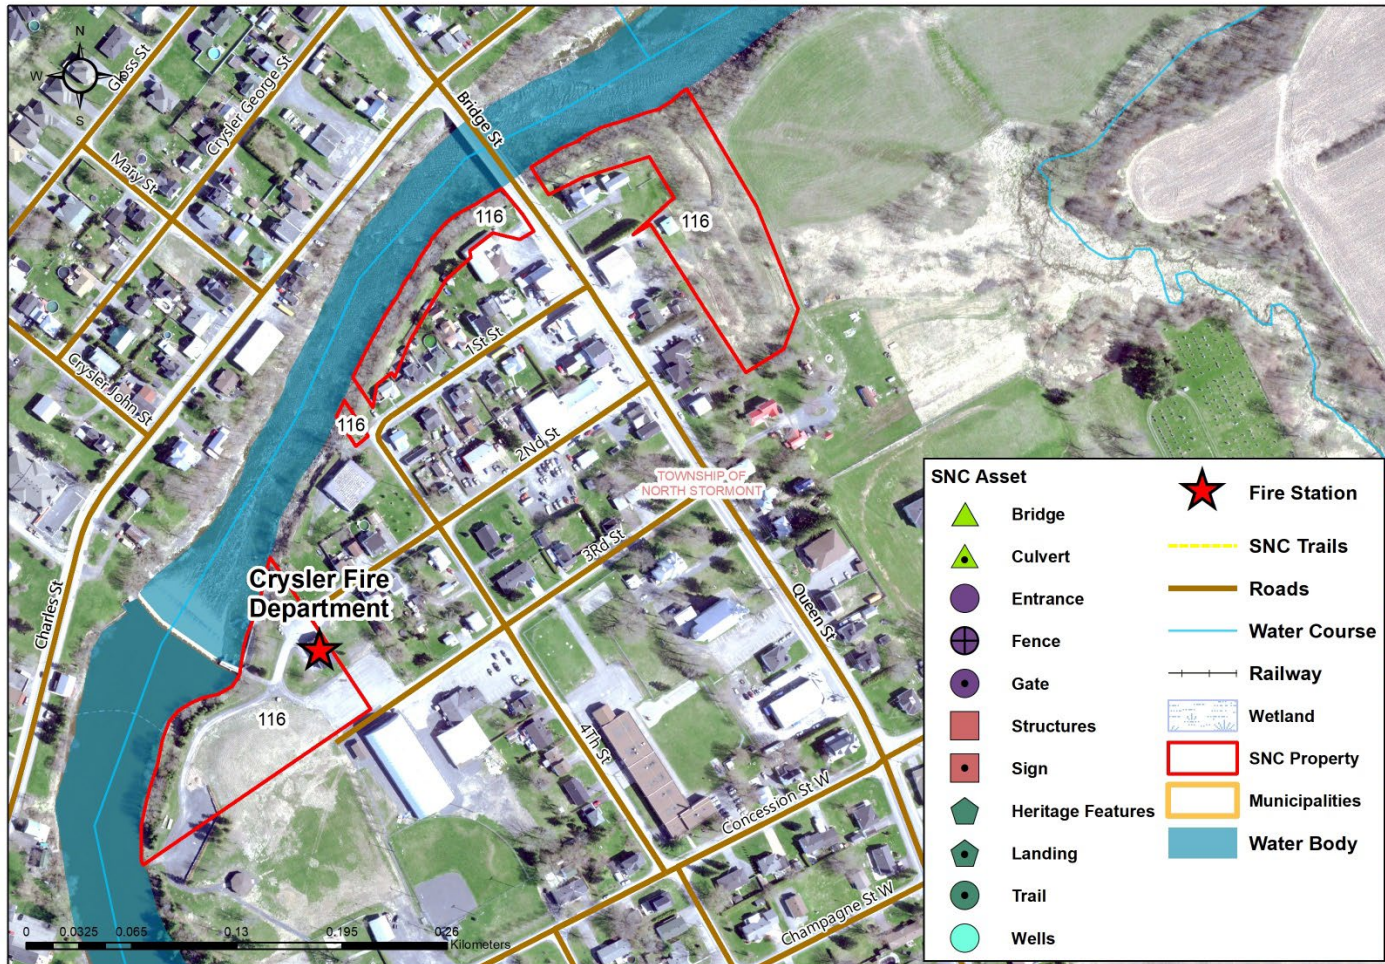 N
W
S
Gloss St
Crysler George St
Mary St
Crysler John St
Charles St
Bridge St
116
116
1St St
116
2Nd St
TOWNSHIP OF
NORTH STORMONT
3Rd St
Crysler Fire
Department
Queen St
116
4Th St
Concession St W
Champagne St W
0 0.0325 0.065 0.13 0.195 0.26
Kilometers
SNC Asset
Bridge
Culvert
Entrance
Fence
Gate
Structures
Sign
Heritage Features
Landing
Trail
Wells
Fire Station
SNC Trails
Roads
Water Course
Railway
Wetland
SNC Property
Municipalities
Water Body